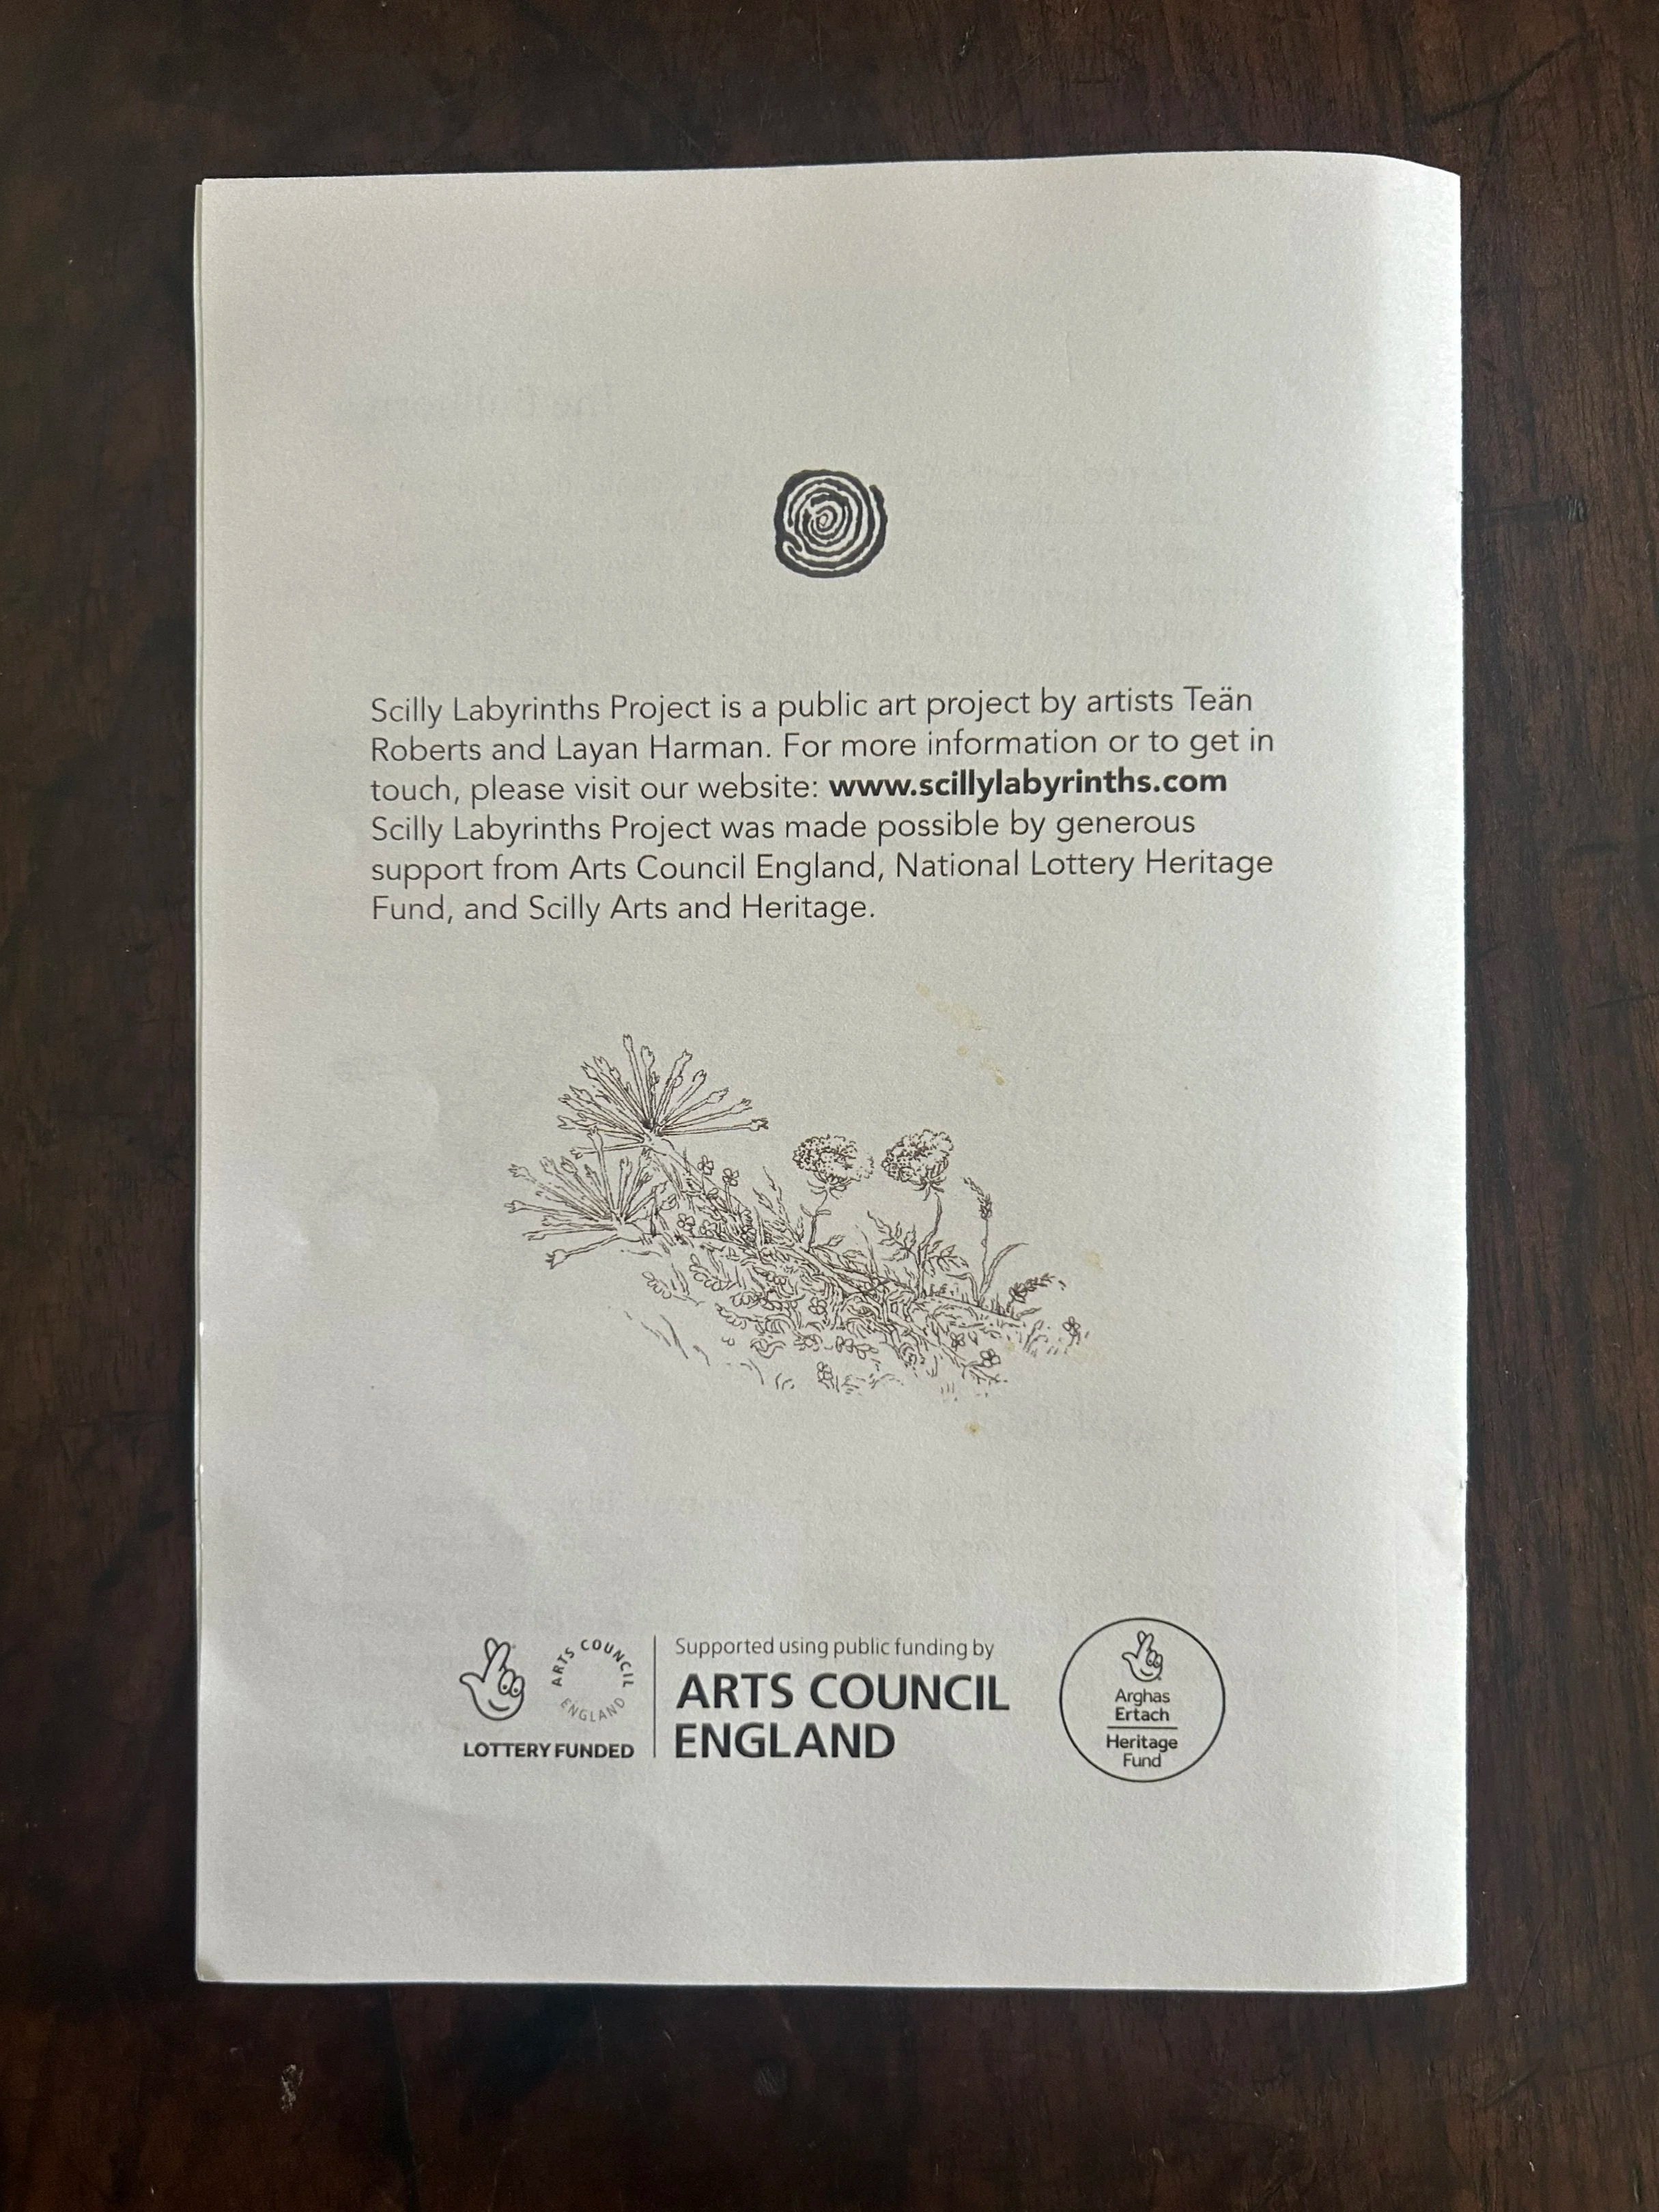 Scilly Labyrinths Project is a public art project by artists Teän
Roberts and Layan Harman. For more information or to get in
touch, please visit our website: www.scillylabyrinths.com
Scilly Labyrinths Project was made possible by generous
support from Arts Council England, National Lottery Heritage
Fund, and Scilly Arts and Heritage.
ARTS COUNCIL
ENGLAND
LOTTERY FUNDED
Supported using public funding by
ARTS COUNCIL
ENGLAND
Arghas
Ertach
Heritage
Fund